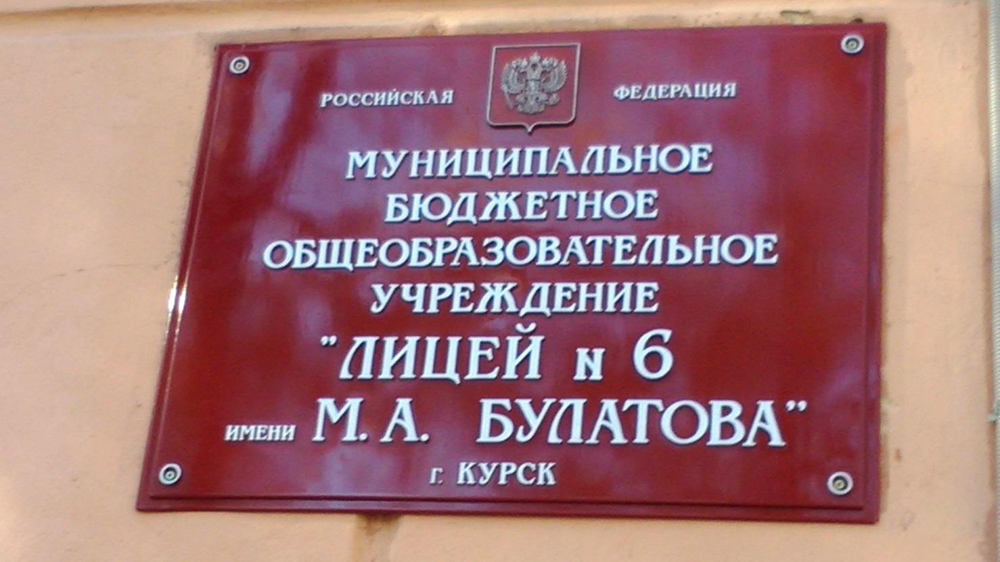 РОССИЙСКАЯ ФЕДЕРАЦИЯ
МУНИЦИПАЛЬНОЕ
БЮДЖЕТНОЕ
ОБЩЕОБРАЗОВАТЕЛЬНОЕ
УЧРЕЖДЕНИЕ
"ЛИЦЕЙ N 6
ИМЕНИ М. А. БУЛАТОВА"
г. КУРСК